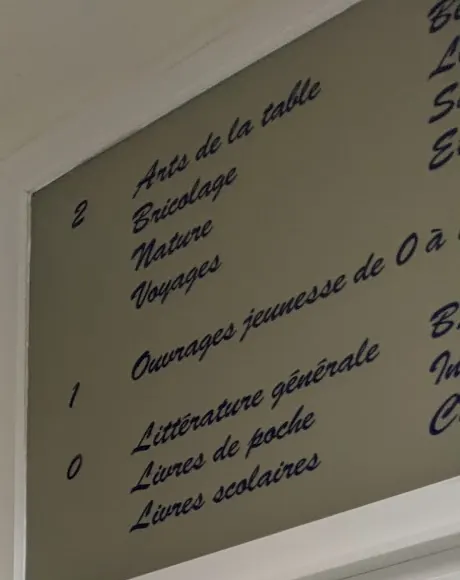 2 Arts de la table
Bricolage
Nature
Voyages
1 Ouvrages jeunesse de 0 à
0 Littérature générale
Livres de poche
Livres scolaires